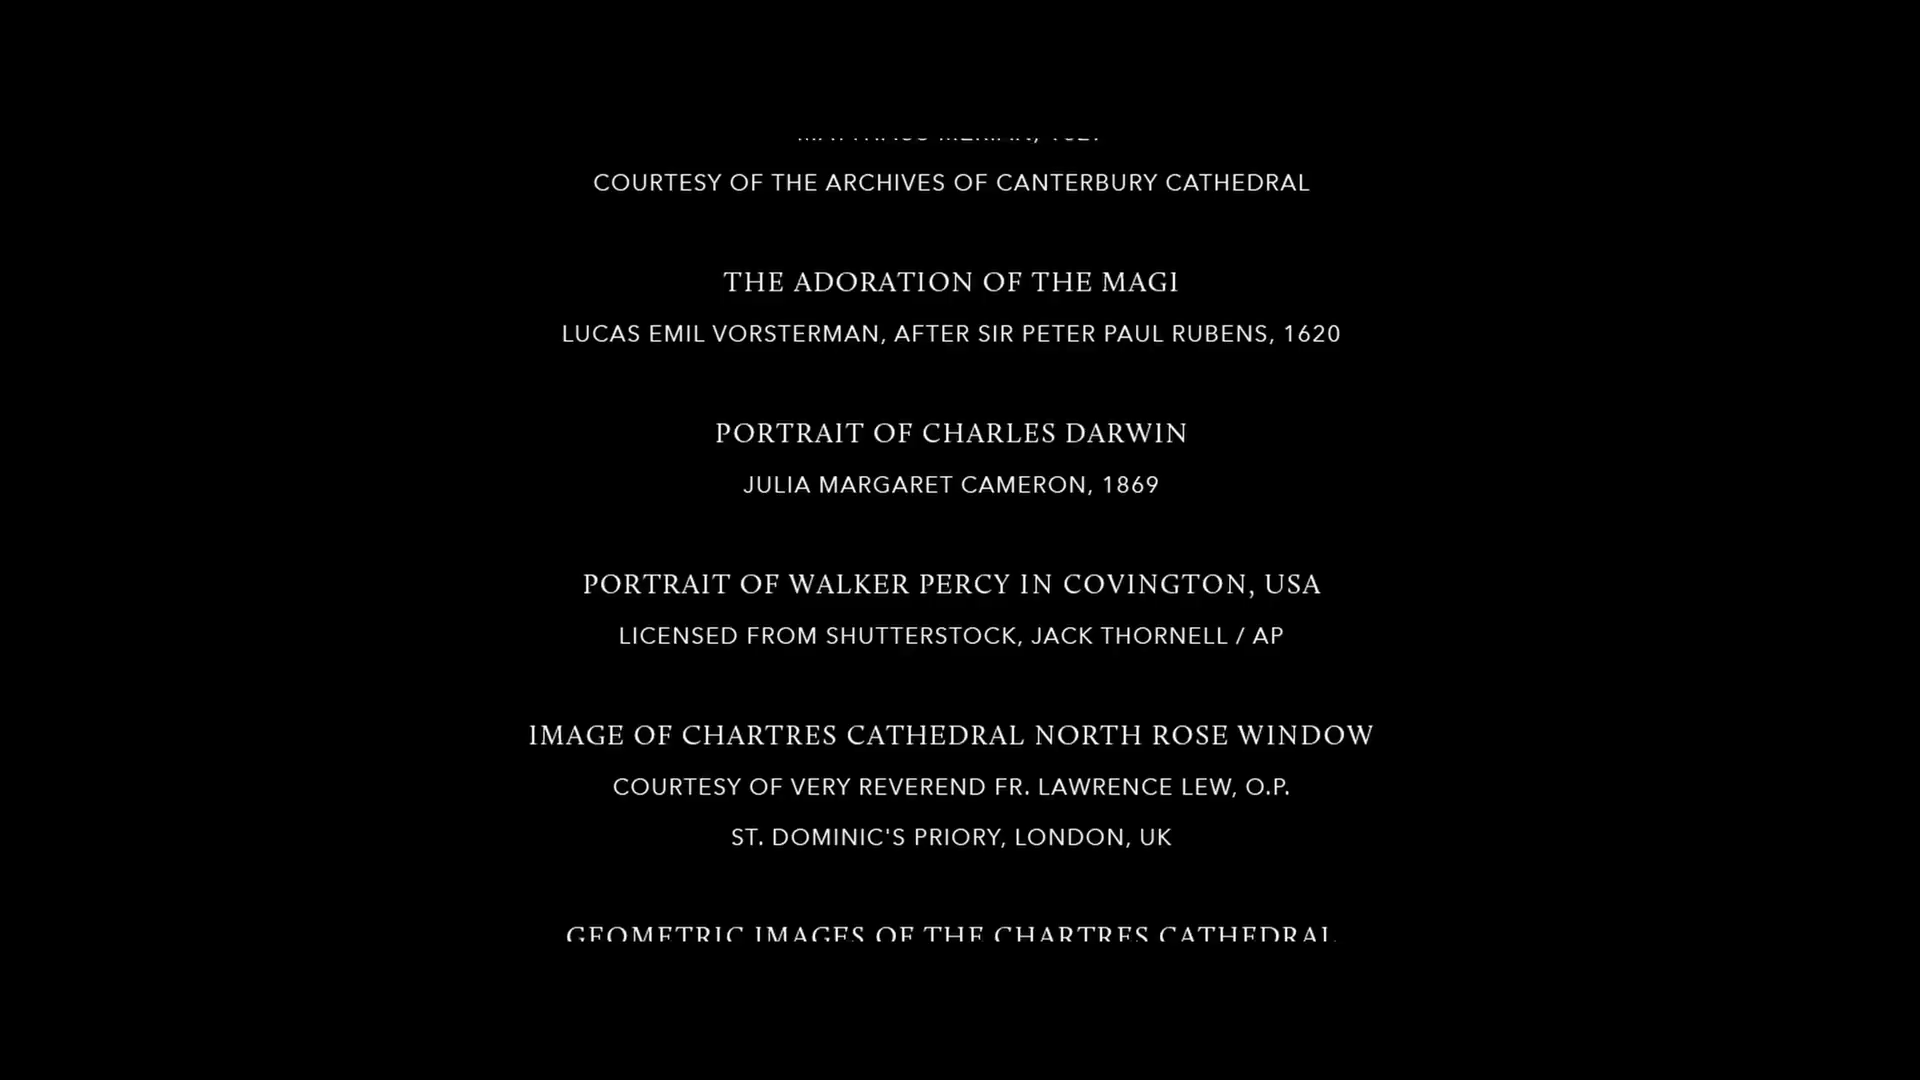 COURTESY OF THE ARCHIVES OF CANTERBURY CATHEDRAL
THE ADORATION OF THE MAGI
LUCAS EMIL VORSTERMAN, AFTER SIR PETER PAUL RUBENS, 1620
PORTRAIT OF CHARLES DARWIN
JULIA MARGARET CAMERON, 1869
PORTRAIT OF WALKER PERCY IN COVINGTON, USA
LICENSED FROM SHUTTERSTOCK, JACK THORNELL / AP
IMAGE OF CHARTRES CATHEDRAL NORTH ROSE WINDOW
COURTESY OF VERY REVEREND FR. LAWRENCE LEW, O.P.
ST. DOMINIC'S PRIORY, LONDON, UK
GEOMETRIC IMAGES OF THE CHARTRES CATHEDRAL